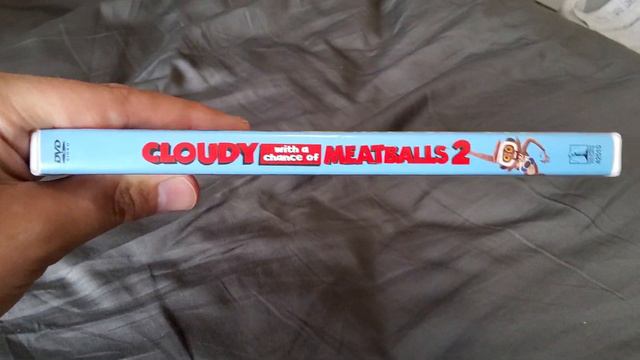 DVD
CLOUDY
with a
chance of
MEATBALLS 2